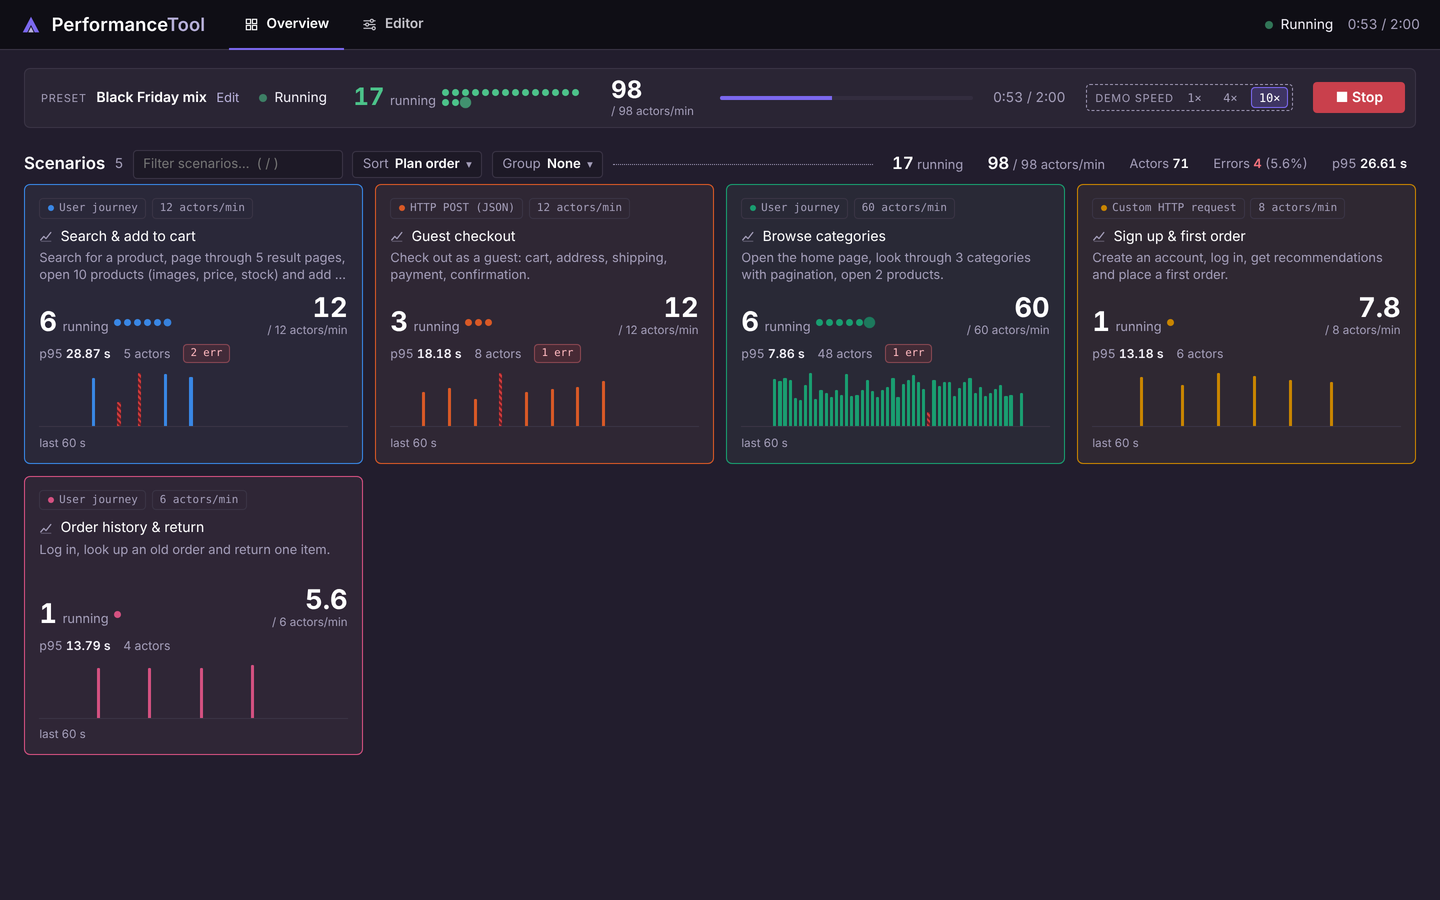 PerformanceTool
Overview
Editor
Running 0:53 / 2:00
PRESET Black Friday mix Edit
Running
17 running
98
/ 98 actors/min
0:53 / 2:00
DEMO SPEED 1× 4× 10×
Stop
Scenarios 5
Filter scenarios... ( / )
Sort Plan order ▾
Group None ▾
17 running
98 / 98 actors/min
Actors 71
Errors 4 (5.6%)
p95 26.61 s
User journey
12 actors/min
Search & add to cart
Search for a product, page through 5 result pages,
open 10 products (images, price, stock) and add ...
6 running
12
/ 12 actors/min
p95 28.87 s 5 actors 2 err
last 60 s
HTTP POST (JSON)
12 actors/min
Guest checkout
Check out as a guest: cart, address, shipping,
payment, confirmation.
3 running
12
/ 12 actors/min
p95 18.18 s 8 actors 1 err
last 60 s
User journey
60 actors/min
Browse categories
Open the home page, look through 3 categories
with pagination, open 2 products.
6 running
60
/ 60 actors/min
p95 7.86 s 48 actors 1 err
last 60 s
Custom HTTP request
8 actors/min
Sign up & first order
Create an account, log in, get recommendations
and place a first order.
1 running
7.8
/ 8 actors/min
p95 13.18 s 6 actors
last 60 s
User journey
6 actors/min
Order history & return
Log in, look up an old order and return one item.
1 running
5.6
/ 6 actors/min
p95 13.79 s 4 actors
last 60 s